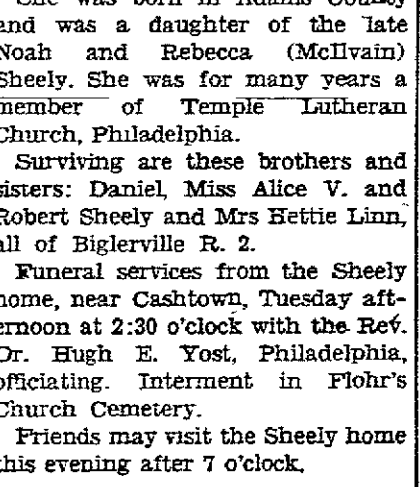 She was born in Adams County
and was a daughter of the late
Noah and Rebecca (McIlvain)
Sheely. She was for many years a
member of Temple Lutheran
Church, Philadelphia.
Surviving are these brothers and
sisters: Daniel, Miss Alice V. and
Robert Sheely and Mrs Hettie Linn,
all of Biglerville R. 2.
Funeral services from the Sheely
home, near Cashtown, Tuesday aft-
ernoon at 2:30 o'clock with the Rev.
Dr. Hugh E. Yost, Philadelphia,
officiating. Interment in Flohr's
Church Cemetery.
Friends may visit the Sheely home
this evening after 7 o'clock.